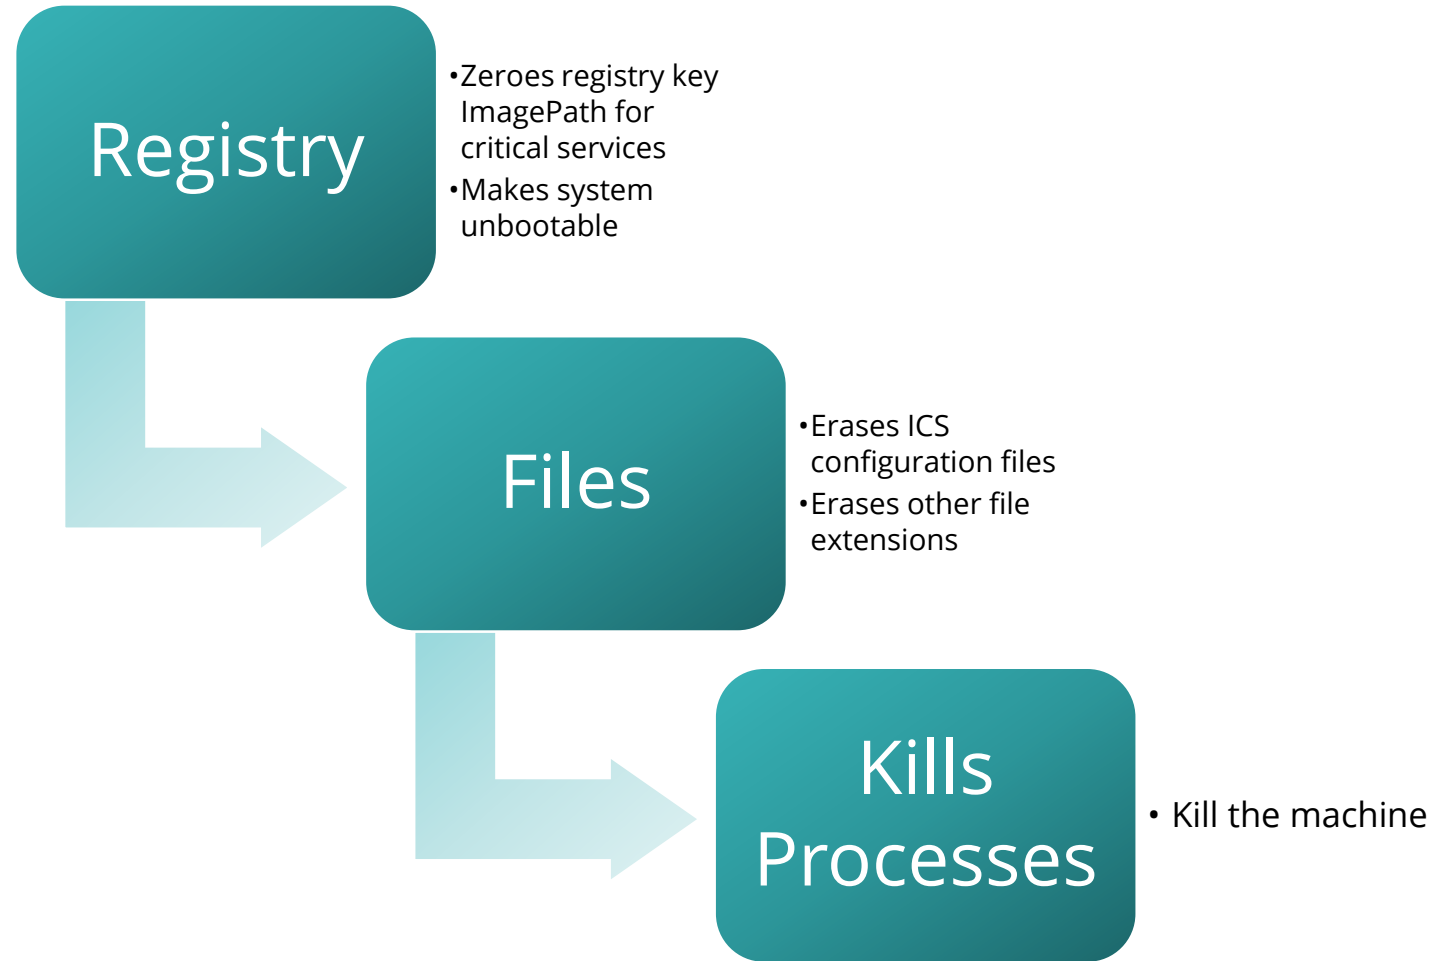 Registry
•Zeroes registry key
ImagePath for
critical services
•Makes system
unbootable
Files
•Erases ICS
configuration files
•Erases other file
extensions
Kills
Processes
• Kill the machine